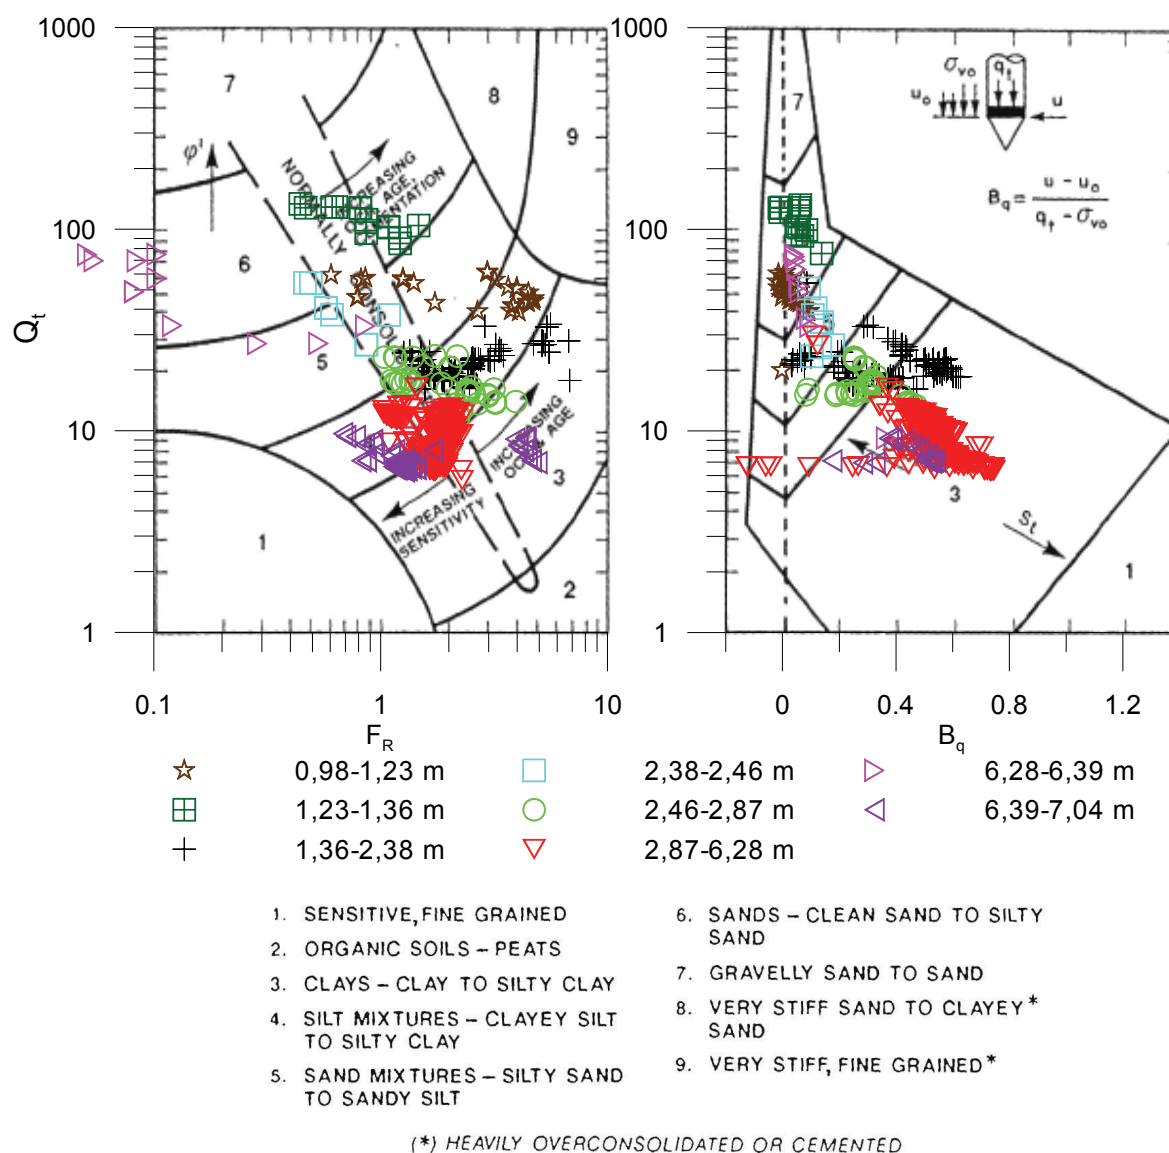 1000
100
10
1
Qt
7
8
9
6
5
3
1
2
φ'
NORMALLY
CONSOL
INCREASING
OCR, AGE,
CEMENTATION
INCREASING
OCR, AGE
INCREASING
SENSITIVITY
0.1
1
10
FR
1000
100
10
1
7
3
1
St
σvo
qt
uo
u
Bq = u - uo / qt - σvo
0
0.4
0.8
1.2
Bq
0,98-1,23 m
2,38-2,46 m
6,28-6,39 m
1,23-1,36 m
2,46-2,87 m
6,39-7,04 m
1,36-2,38 m
2,87-6,28 m
1. SENSITIVE, FINE GRAINED
2. ORGANIC SOILS – PEATS
3. CLAYS – CLAY TO SILTY CLAY
4. SILT MIXTURES – CLAYEY SILT
TO SILTY CLAY
5. SAND MIXTURES – SILTY SAND
TO SANDY SILT
6. SANDS – CLEAN SAND TO SILTY
SAND
7. GRAVELLY SAND TO SAND
8. VERY STIFF SAND TO CLAYEY*
SAND
9. VERY STIFF, FINE GRAINED*
(*) HEAVILY OVERCONSOLIDATED OR CEMENTED